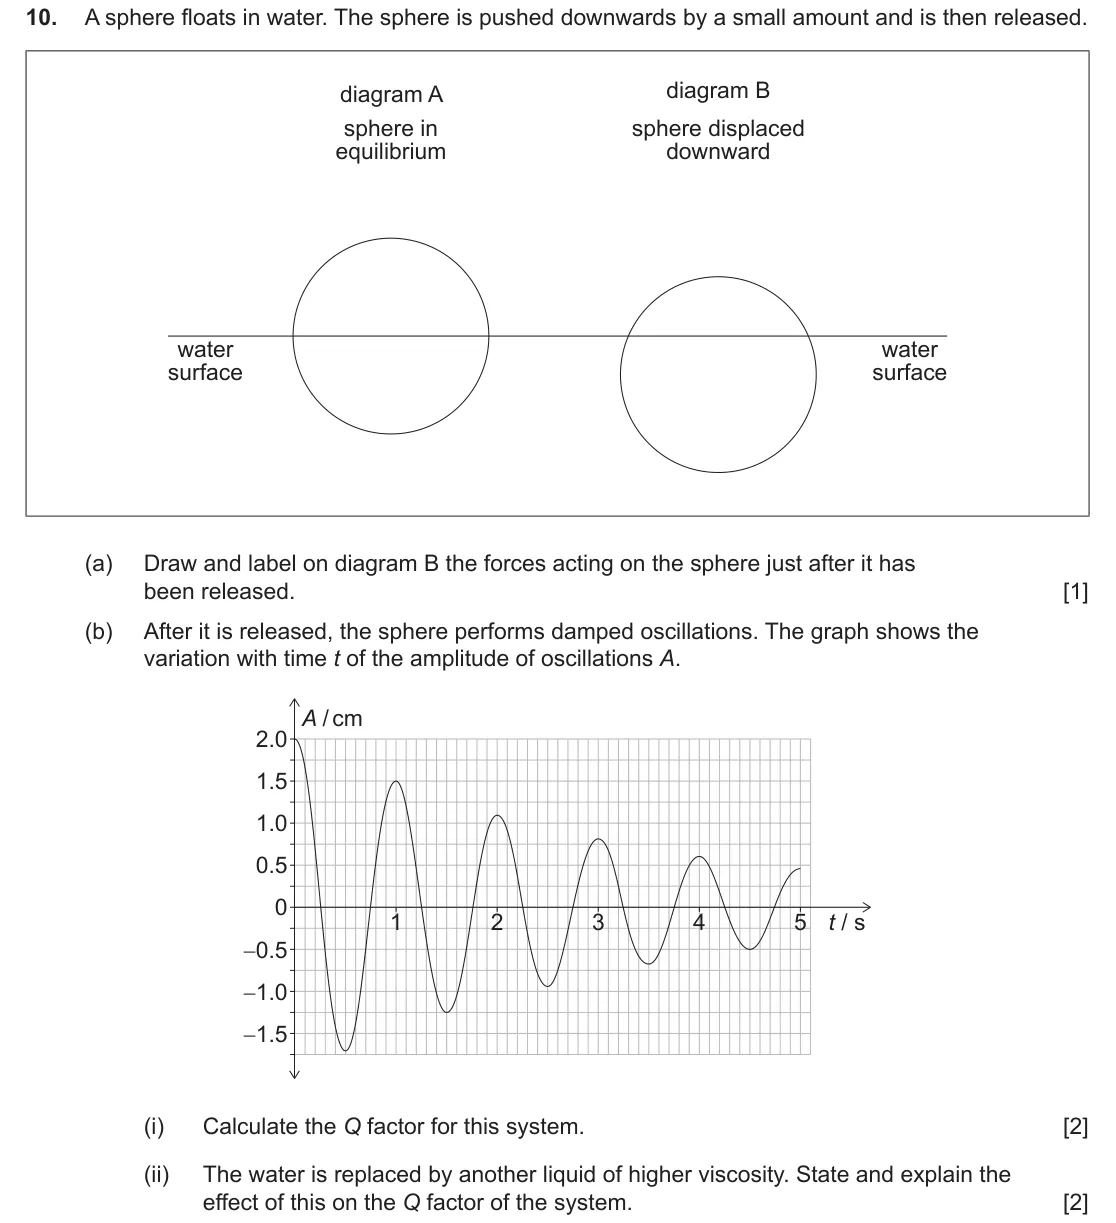 10. A sphere floats in water. The sphere is pushed downwards by a small amount and is then released.
diagram A
sphere in
equilibrium
diagram B
sphere displaced
downward
water
surface
water
surface
(a) Draw and label on diagram B the forces acting on the sphere just after it has
been released. [1]
(b) After it is released, the sphere performs damped oscillations. The graph shows the
variation with time t of the amplitude of oscillations A.
A / cm
2.0
1.5
1.0
0.5
0
1 2 3 4 5 t / s
–0.5
–1.0
–1.5
(i) Calculate the Q factor for this system. [2]
(ii) The water is replaced by another liquid of higher viscosity. State and explain the
effect of this on the Q factor of the system. [2]